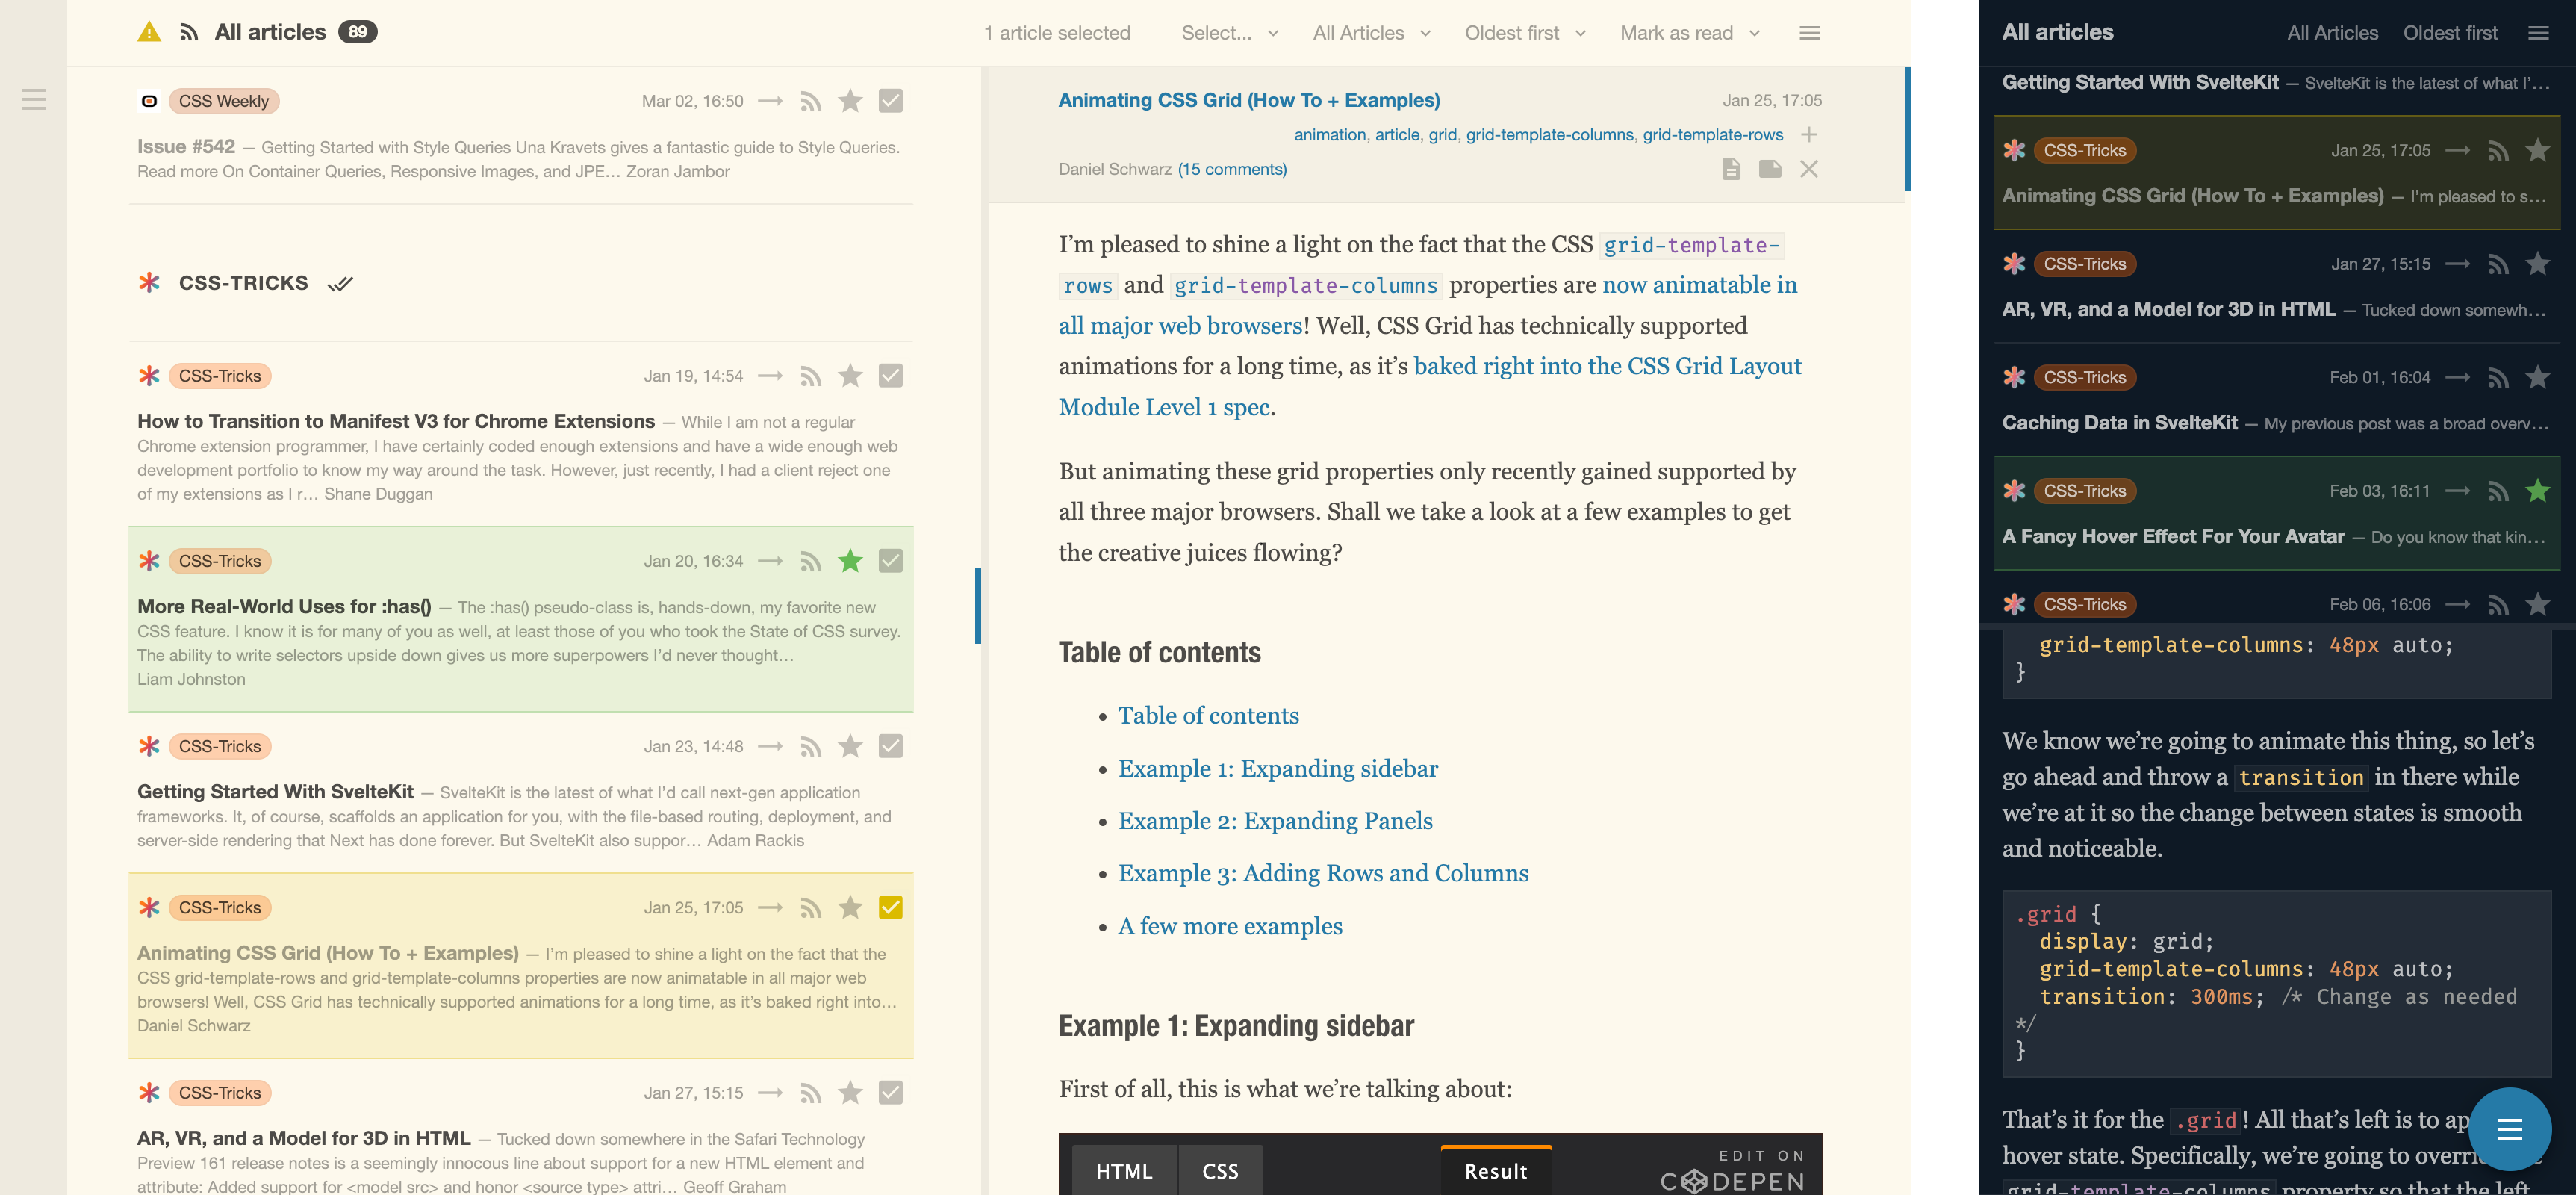 All articles 89
1 article selected Select... All Articles Oldest first Mark as read
CSS Weekly Mar 02, 16:50
Issue #542 — Getting Started with Style Queries Una Kravets gives a fantastic guide to Style Queries.
Read more On Container Queries, Responsive Images, and JPE… Zoran Jambor
CSS-TRICKS
CSS-Tricks Jan 19, 14:54
How to Transition to Manifest V3 for Chrome Extensions — While I am not a regular
Chrome extension programmer, I have certainly coded enough extensions and have a wide enough web
development portfolio to know my way around the task. However, just recently, I had a client reject one
of my extensions as I r… Shane Duggan
CSS-Tricks Jan 20, 16:34
More Real-World Uses for :has() — The :has() pseudo-class is, hands-down, my favorite new
CSS feature. I know it is for many of you as well, at least those of you who took the State of CSS survey.
The ability to write selectors upside down gives us more superpowers I’d never thought…
Liam Johnston
CSS-Tricks Jan 23, 14:48
Getting Started With SvelteKit — SvelteKit is the latest of what I’d call next-gen application
frameworks. It, of course, scaffolds an application for you, with the file-based routing, deployment, and
server-side rendering that Next has done forever. But SvelteKit also suppor… Adam Rackis
CSS-Tricks Jan 25, 17:05
Animating CSS Grid (How To + Examples) — I’m pleased to shine a light on the fact that the
CSS grid-template-rows and grid-template-columns properties are now animatable in all major web
browsers! Well, CSS Grid has technically supported animations for a long time, as it’s baked right into…
Daniel Schwarz
CSS-Tricks Jan 27, 15:15
AR, VR, and a Model for 3D in HTML — Tucked down somewhere in the Safari Technology
Preview 161 release notes is a seemingly innocous line about support for a new HTML element and
attribute: Added support for <model src> and honor <source type> attri… Geoff Graham
Animating CSS Grid (How To + Examples) Jan 25, 17:05
animation, article, grid, grid-template-columns, grid-template-rows
Daniel Schwarz (15 comments)
I’m pleased to shine a light on the fact that the CSS grid-template-
rows and grid-template-columns properties are now animatable in
all major web browsers! Well, CSS Grid has technically supported
animations for a long time, as it’s baked right into the CSS Grid Layout
Module Level 1 spec.
But animating these grid properties only recently gained supported by
all three major browsers. Shall we take a look at a few examples to get
the creative juices flowing?
Table of contents
• Table of contents
• Example 1: Expanding sidebar
• Example 2: Expanding Panels
• Example 3: Adding Rows and Columns
• A few more examples
Example 1: Expanding sidebar
First of all, this is what we’re talking about:
HTML CSS Result EDIT ON
CODEPEN
All articles All Articles Oldest first
Getting Started With SvelteKit — SvelteKit is the latest of what I’…
CSS-Tricks Jan 25, 17:05
Animating CSS Grid (How To + Examples) — I’m pleased to s…
CSS-Tricks Jan 27, 15:15
AR, VR, and a Model for 3D in HTML — Tucked down somewh…
CSS-Tricks Feb 01, 16:04
Caching Data in SvelteKit — My previous post was a broad overv…
CSS-Tricks Feb 03, 16:11
A Fancy Hover Effect For Your Avatar — Do you know that kin…
CSS-Tricks Feb 06, 16:06
grid-template-columns: 48px auto;
}
We know we’re going to animate this thing, so let’s
go ahead and throw a transition in there while
we’re at it so the change between states is smooth
and noticeable.
.grid {
display: grid;
grid-template-columns: 48px auto;
transition: 300ms; /* Change as needed
*/
}
That’s it for the .grid! All that’s left is to ap
hover state. Specifically, we’re going to overri
grid-template-columns property so that the left